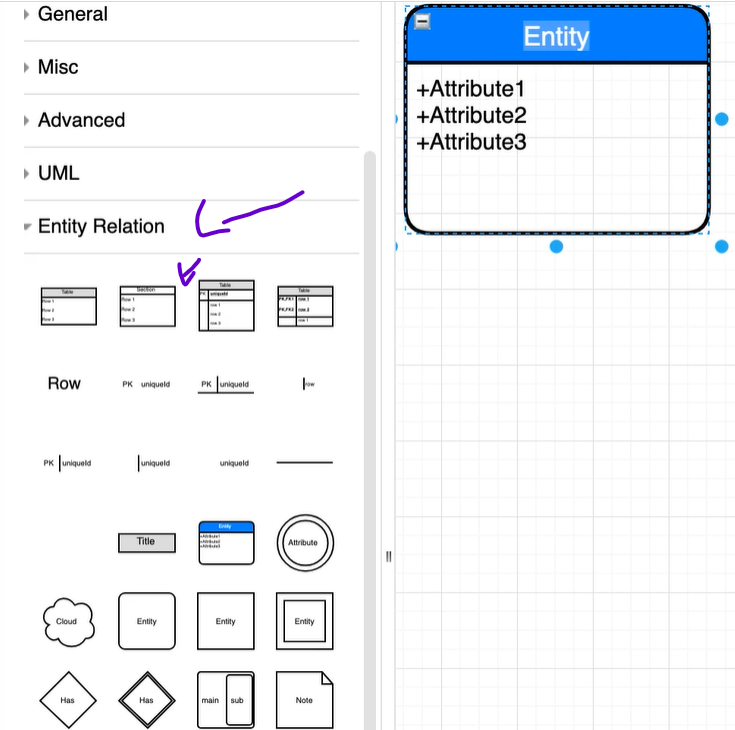 General
Misc
Advanced
UML
Entity Relation
Table
Row 1
Row 2
Row 3
Section
Row 1
Row 2
Row 3
Table
PK uniqueId
row 1
row 2
row 3
Table
PK,FK1 row 1
PK,FK2 row 2
row 1
Row
PK uniqueId
PK uniqueId
row
PK uniqueId
uniqueId
uniqueId
Title
Entity
+Attribute1
+Attribute2
+Attribute3
Attribute
Cloud
Entity
Entity
Entity
Has
Has
main sub
Note
Entity
+Attribute1
+Attribute2
+Attribute3